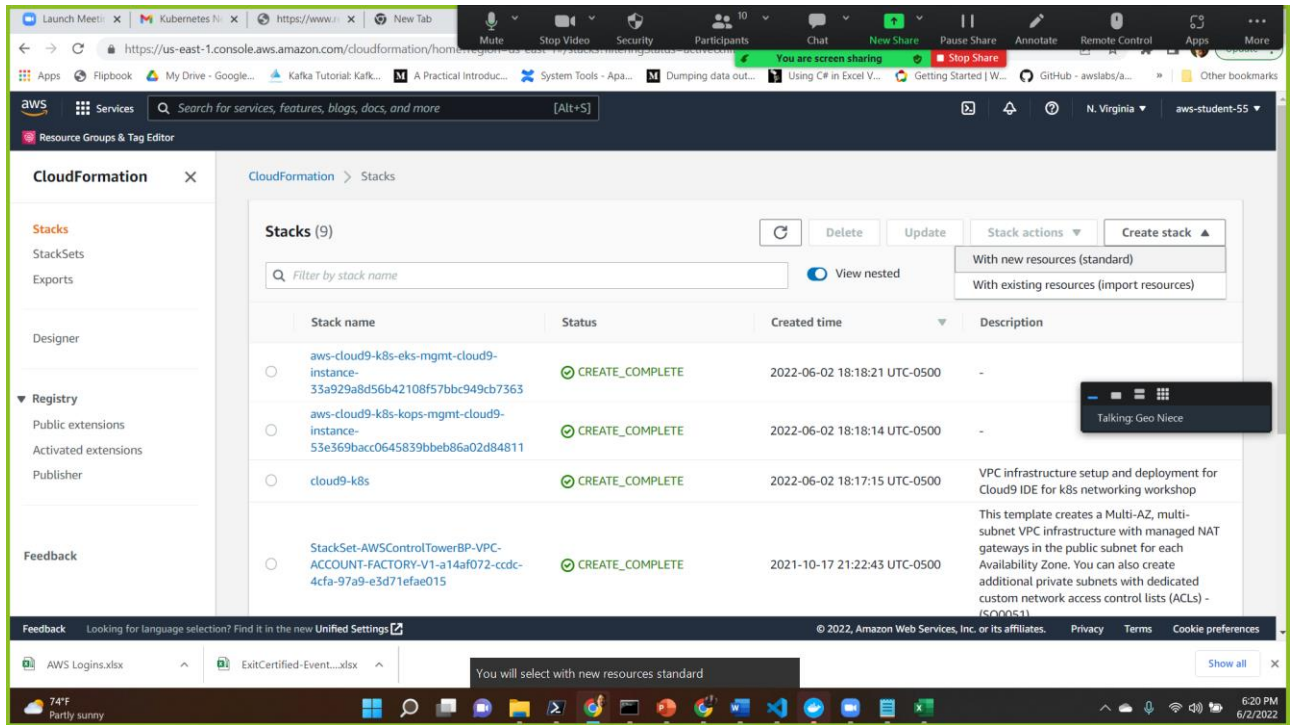 Launch Meeti
Kubernetes N
https://www.r
New Tab
Mute
Stop Video
Security
10
Participants
Chat
New Share
Pause Share
Annotate
Remote Control
Apps
More
https://us-east-1.console.aws.amazon.com/cloudformation/home
You are screen sharing
Stop Share
Apps
Flipbook
My Drive - Google...
Kafka Tutorial: Kafk...
A Practical Introduc...
System Tools - Apa...
Dumping data out...
Using C# in Excel V...
Getting Started | W...
GitHub - awslabs/a...
»
Other bookmarks
aws
Services
Search for services, features, blogs, docs, and more
[Alt+S]
N. Virginia
aws-student-55
Resource Groups & Tag Editor
CloudFormation
Stacks
StackSets
Exports
Designer
Registry
Public extensions
Activated extensions
Publisher
Feedback
CloudFormation > Stacks
Stacks (9)
Delete
Update
Stack actions
Create stack
With new resources (standard)
With existing resources (import resources)
Filter by stack name
View nested
Stack name
Status
Created time
Description
aws-cloud9-k8s-eks-mgmt-cloud9-
instance-
33a929a8d56b42108f57bbc949cb7363
CREATE_COMPLETE
2022-06-02 18:18:21 UTC-0500
-
aws-cloud9-k8s-kops-mgmt-cloud9-
instance-
53e369bacc0645839bbeb86a02d84811
CREATE_COMPLETE
2022-06-02 18:18:14 UTC-0500
-
Talking: Geo Niece
cloud9-k8s
CREATE_COMPLETE
2022-06-02 18:17:15 UTC-0500
VPC infrastructure setup and deployment for
Cloud9 IDE for k8s networking workshop
StackSet-AWSControlTowerBP-VPC-
ACCOUNT-FACTORY-V1-a14af072-ccdc-
4cfa-97a9-e3d71efae015
CREATE_COMPLETE
2021-10-17 21:22:43 UTC-0500
This template creates a Multi-AZ, multi-
subnet VPC infrastructure with managed NAT
gateways in the public subnet for each
Availability Zone. You can also create
additional private subnets with dedicated
custom network access control lists (ACLs) -
(SO0051)
Feedback
Looking for language selection? Find it in the new Unified Settings
© 2022, Amazon Web Services, Inc. or its affiliates.
Privacy
Terms
Cookie preferences
AWS Logins.xlsx
ExitCertified-Event....xlsx
You will select with new resources standard
Show all
74°F
Partly sunny
6:20 PM
6/2/2022